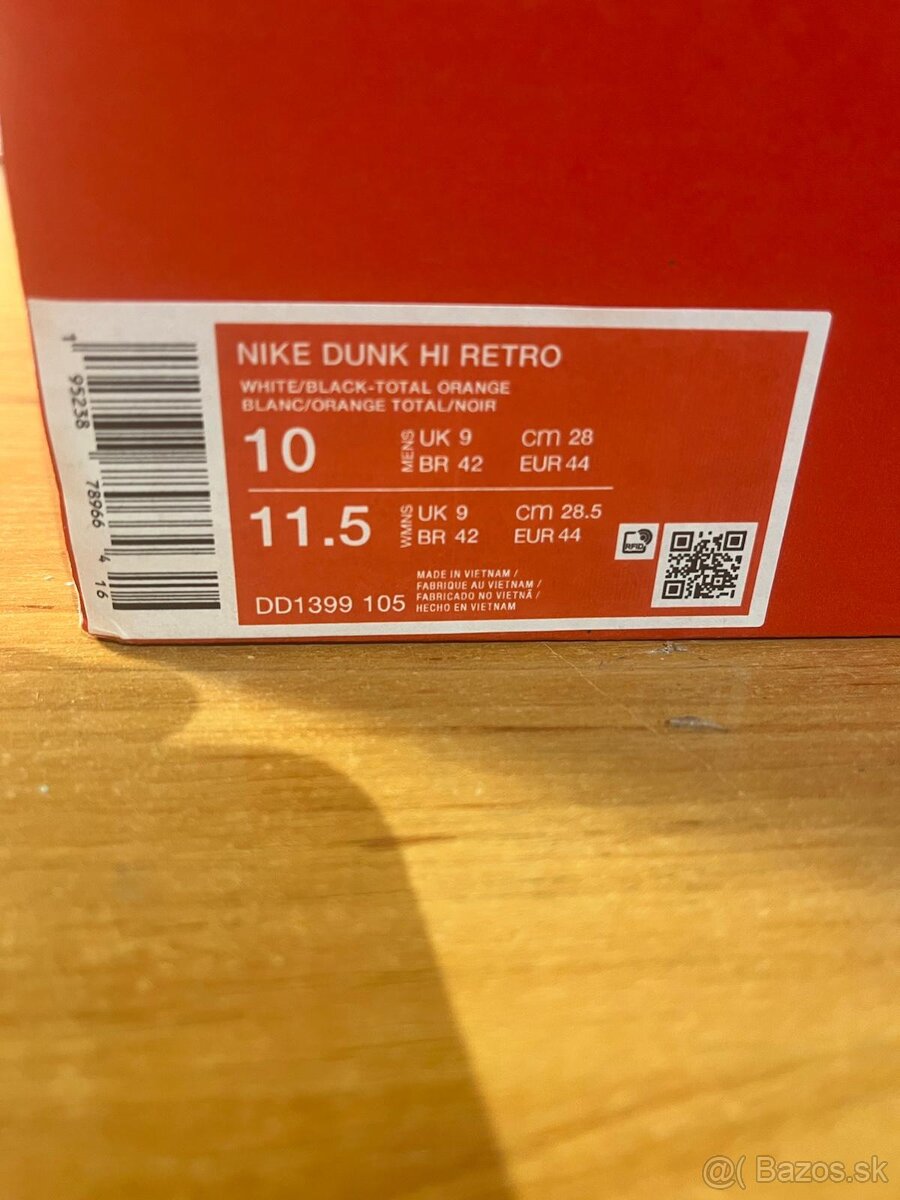 1 95238 78966 4 16
NIKE DUNK HI RETRO
WHITE/BLACK-TOTAL ORANGE
BLANC/ORANGE TOTAL/NOIR
10 MENS UK 9 cm 28
BR 42 EUR 44
11.5 WMNS UK 9 cm 28.5
BR 42 EUR 44
RFID
DD1399 105
MADE IN VIETNAM /
FABRIQUE AU VIETNAM /
FABRICADO NO VIETNÃ /
HECHO EN VIETNAM
@( Bazos.sk